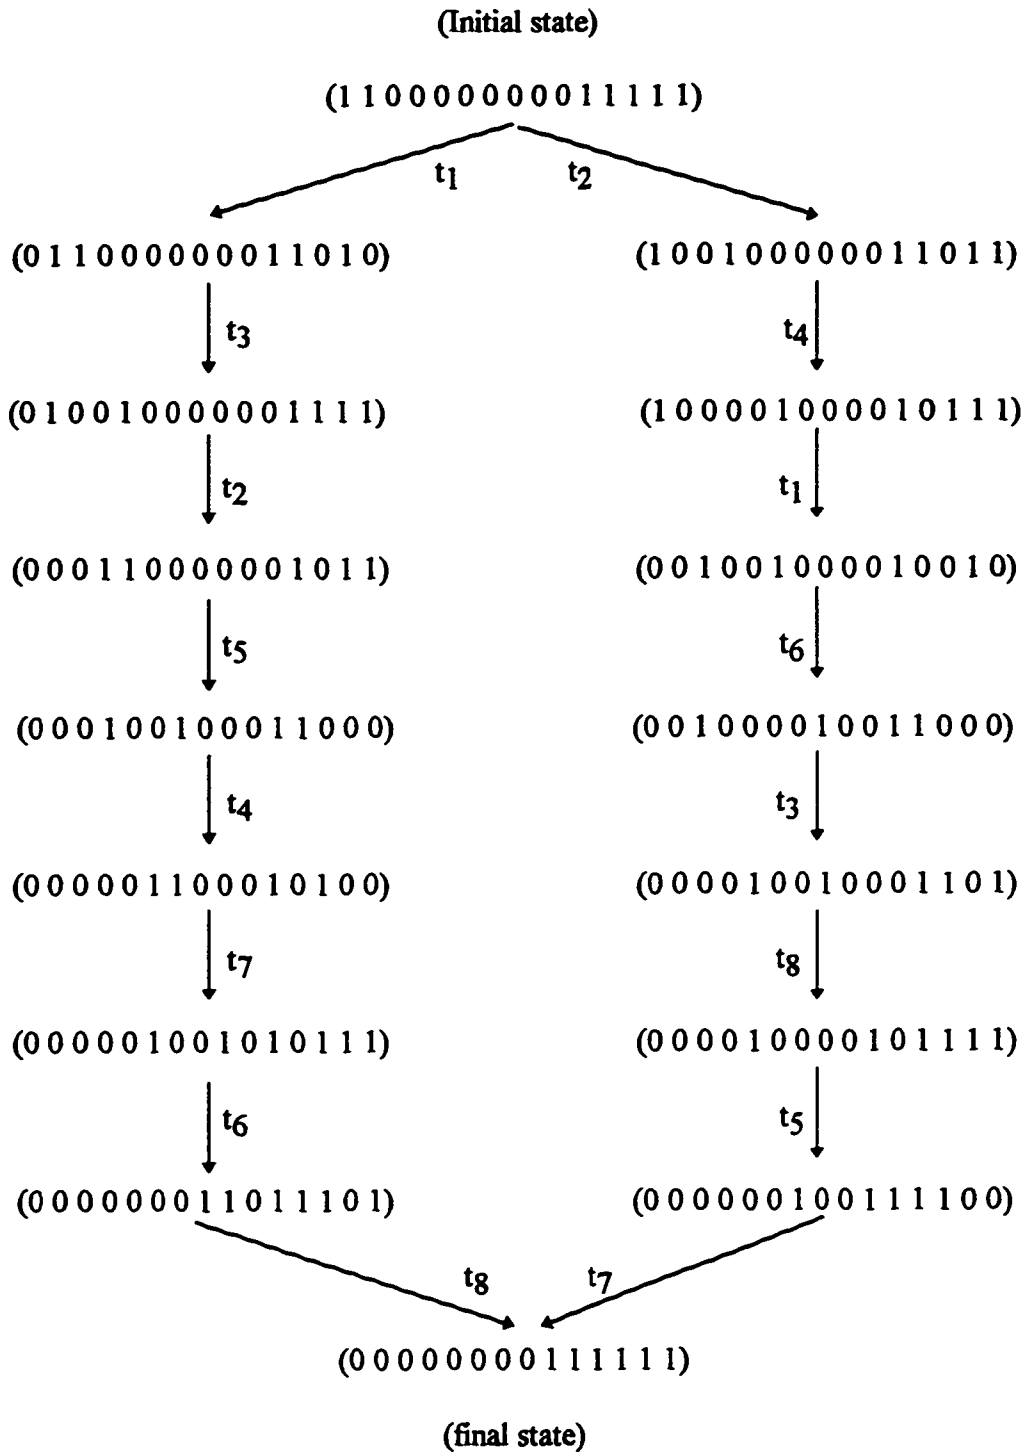 (Initial state)
(1 1 0 0 0 0 0 0 0 0 1 1 1 1 1)
t1 t2
(0 1 1 0 0 0 0 0 0 0 1 1 0 1 0) (1 0 0 1 0 0 0 0 0 0 1 1 0 1 1)
t3 t4
(0 1 0 0 1 0 0 0 0 0 0 1 1 1 1) (1 0 0 0 0 1 0 0 0 0 1 0 1 1 1)
t2 t1
(0 0 0 1 1 0 0 0 0 0 0 1 0 1 1) (0 0 1 0 0 1 0 0 0 0 1 0 0 1 0)
t5 t6
(0 0 0 1 0 0 1 0 0 0 1 1 0 0 0) (0 0 1 0 0 0 0 1 0 0 1 1 0 0 0)
t4 t3
(0 0 0 0 0 1 1 0 0 0 1 0 1 0 0) (0 0 0 0 1 0 0 1 0 0 0 1 1 0 1)
t7 t8
(0 0 0 0 0 1 0 0 1 0 1 0 1 1 1) (0 0 0 0 1 0 0 0 0 1 0 1 1 1 1)
t6 t5
(0 0 0 0 0 0 0 1 1 0 1 1 1 0 1) (0 0 0 0 0 0 1 0 0 1 1 1 1 0 0)
t8 t7
(0 0 0 0 0 0 0 0 1 1 1 1 1 1)
(final state)